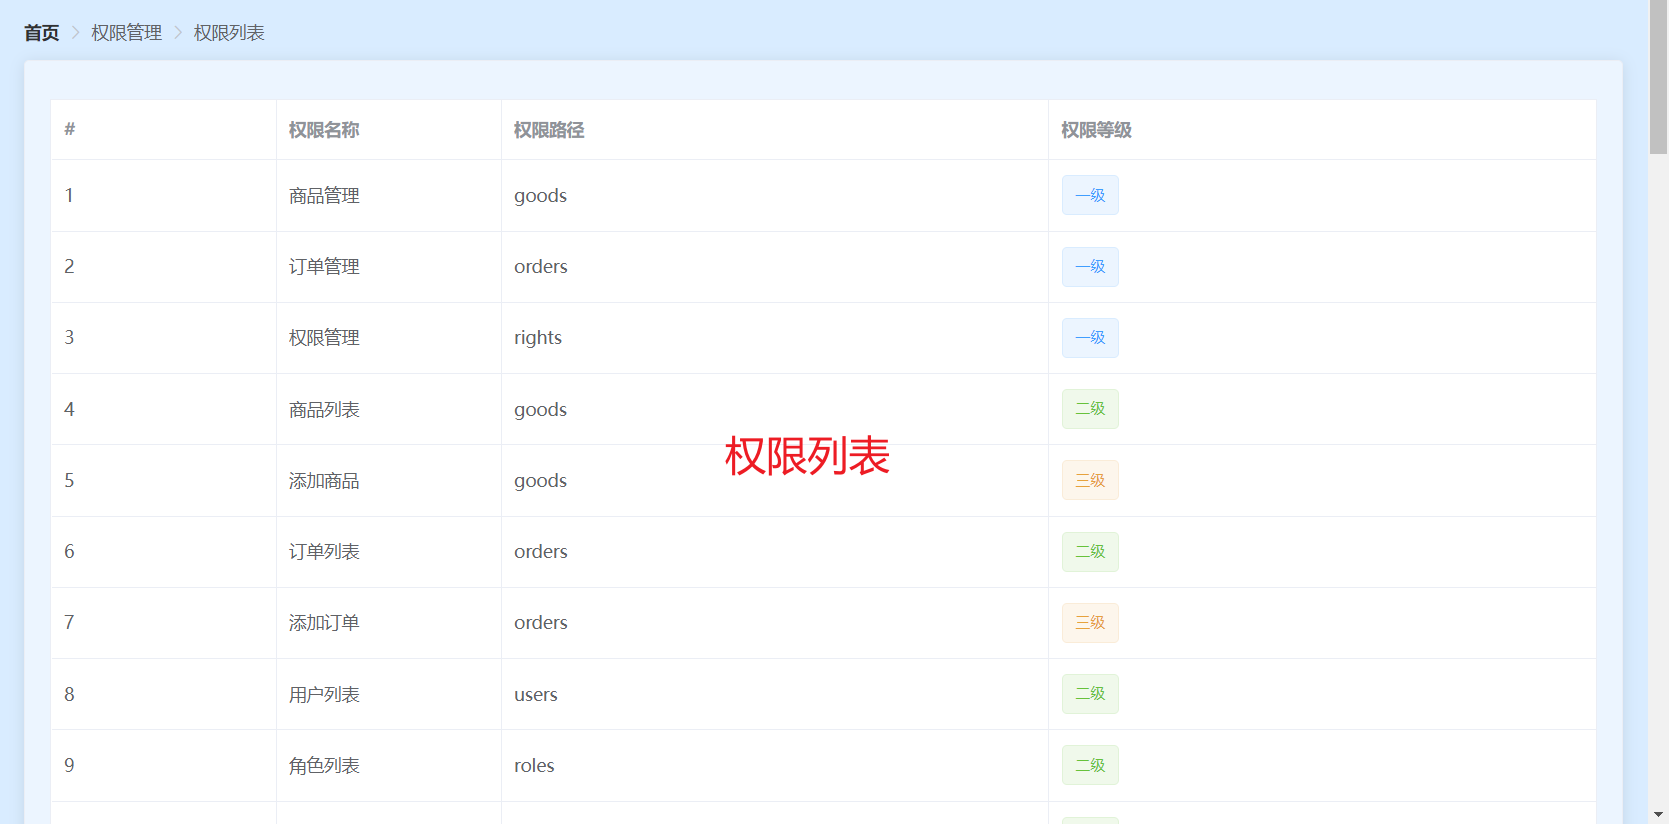 首页 > 权限管理 > 权限列表
# 权限名称 权限路径 权限等级
1 商品管理 goods 一级
2 订单管理 orders 一级
3 权限管理 rights 一级
4 商品列表 goods 二级
权限列表
5 添加商品 goods 三级
6 订单列表 orders 二级
7 添加订单 orders 三级
8 用户列表 users 二级
9 角色列表 roles 二级